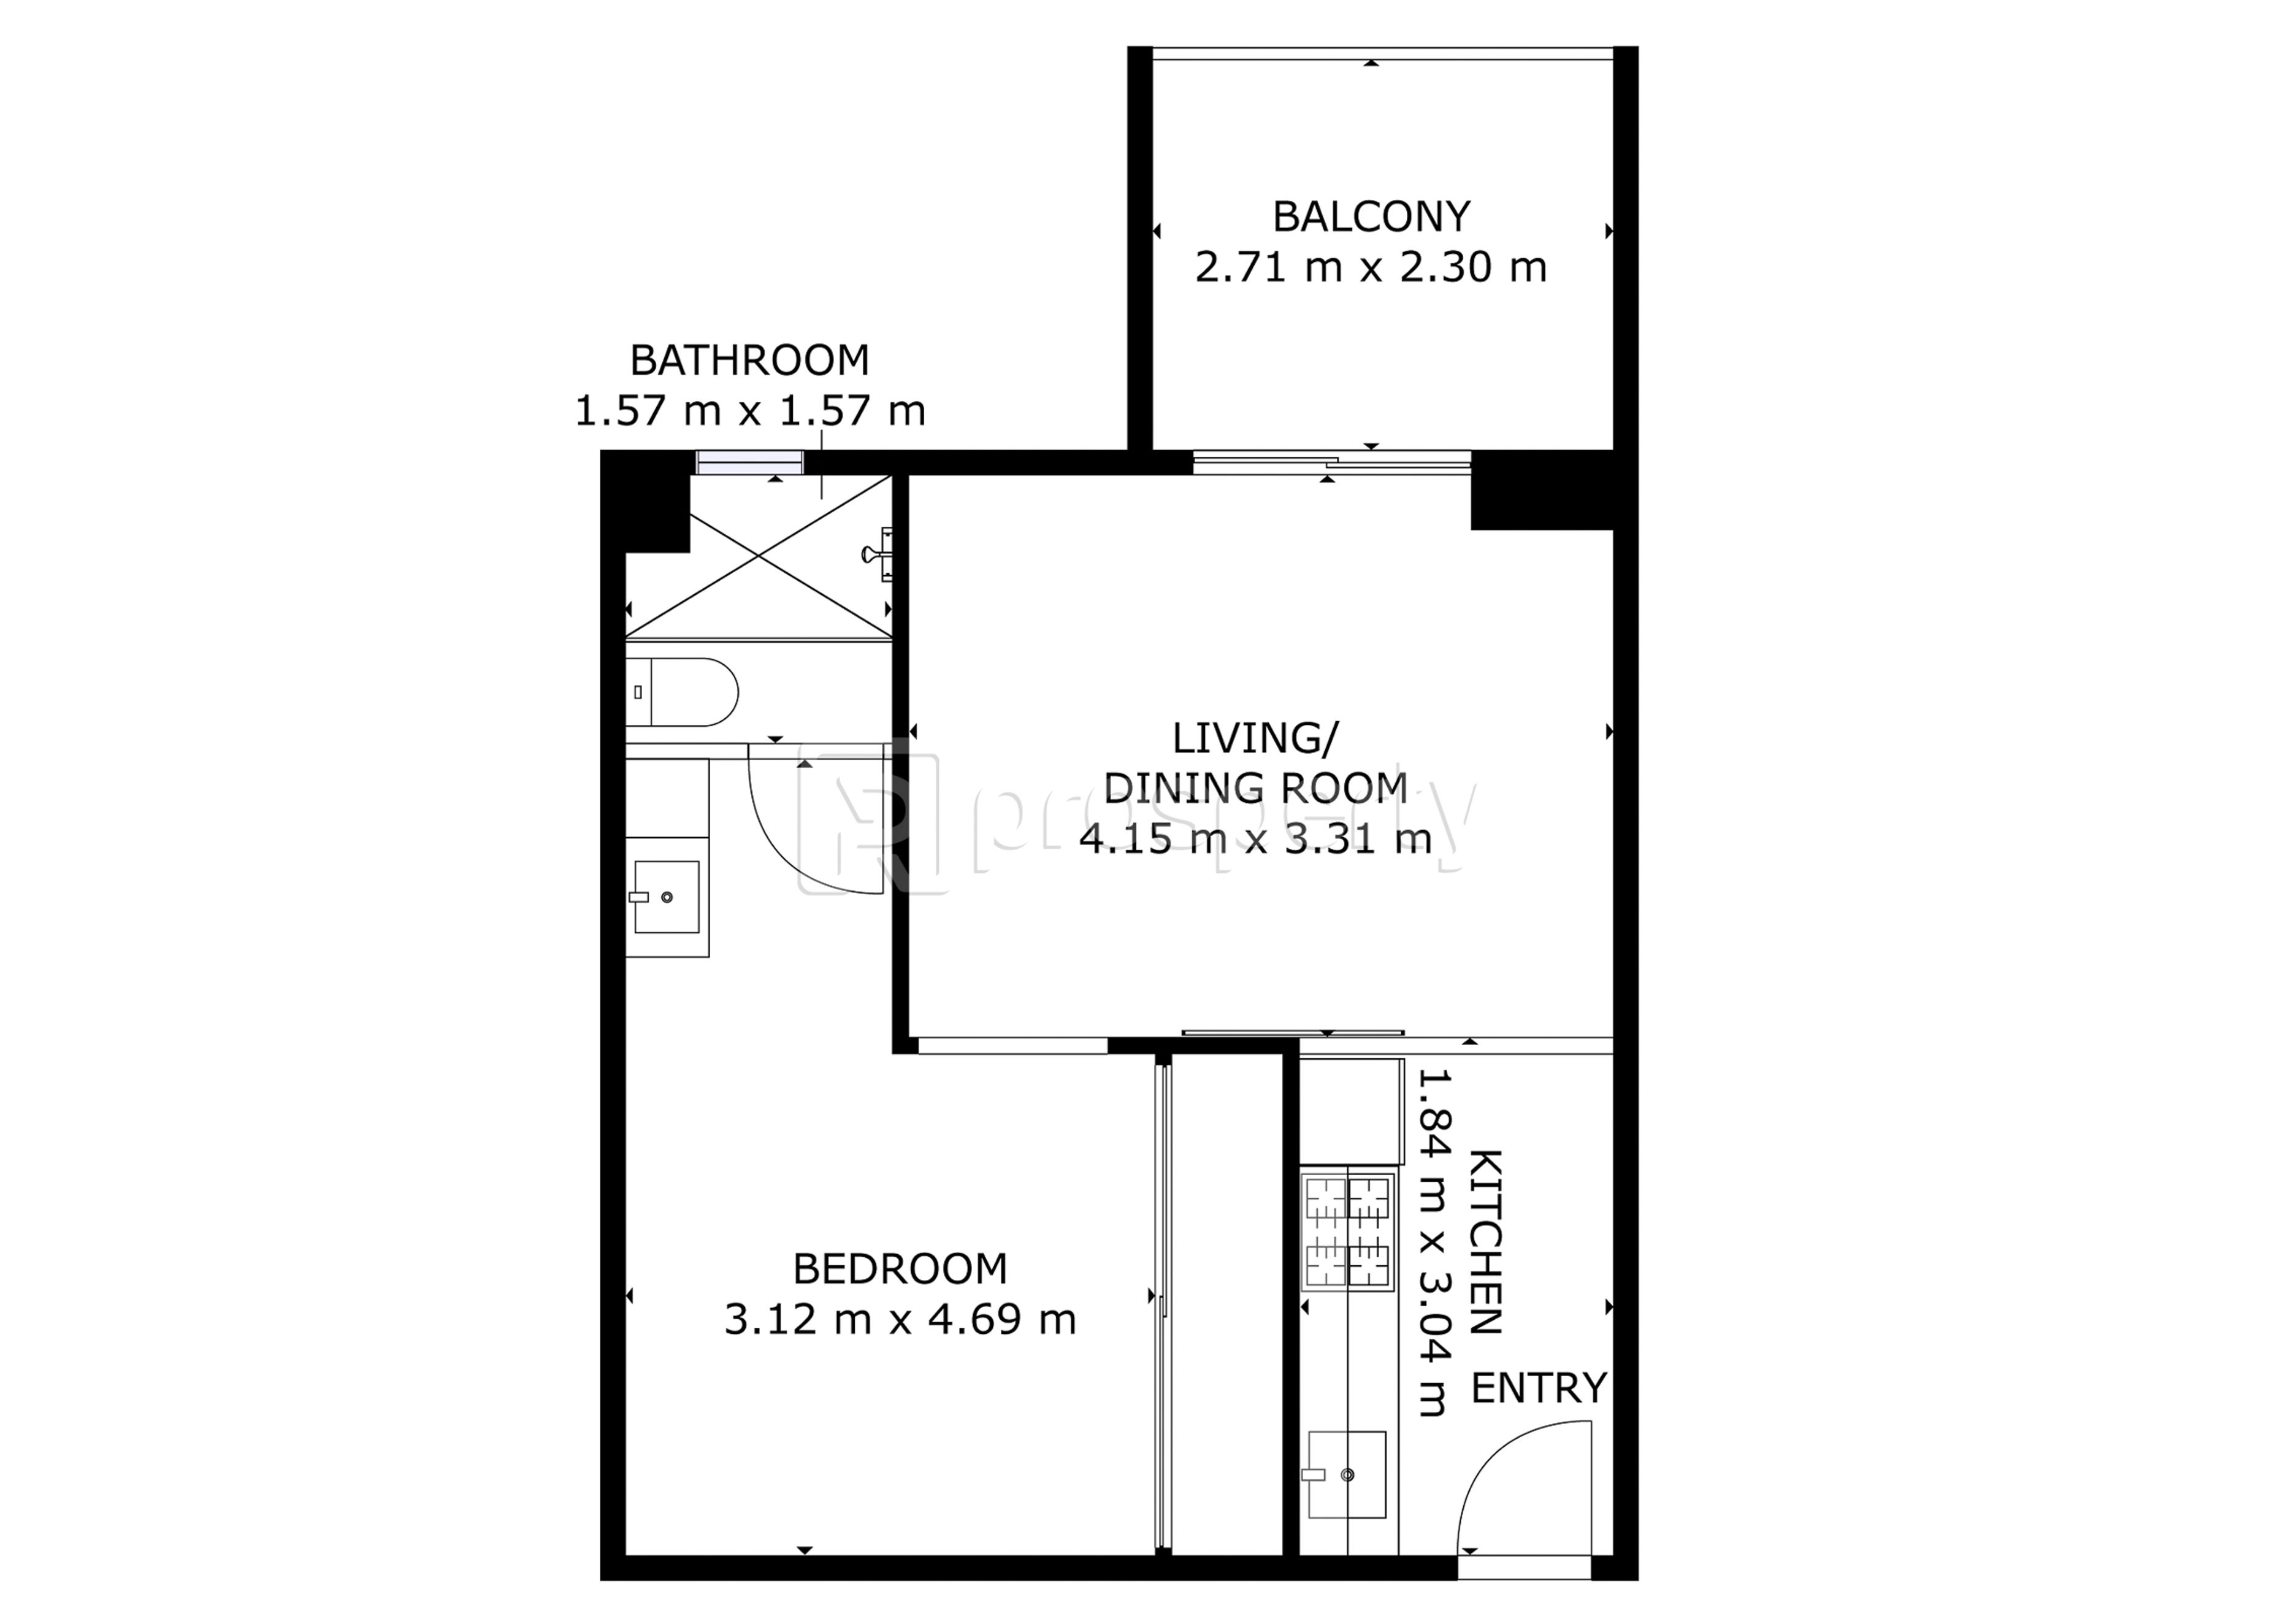 BALCONY
2.71 m x 2.30 m
BATHROOM
1.57 m x 1.57 m
LIVING/
DINING ROOM
4.15 m x 3.31 m
prosperty
KITCHEN
1.84 m x 3.04 m
BEDROOM
3.12 m x 4.69 m
ENTRY